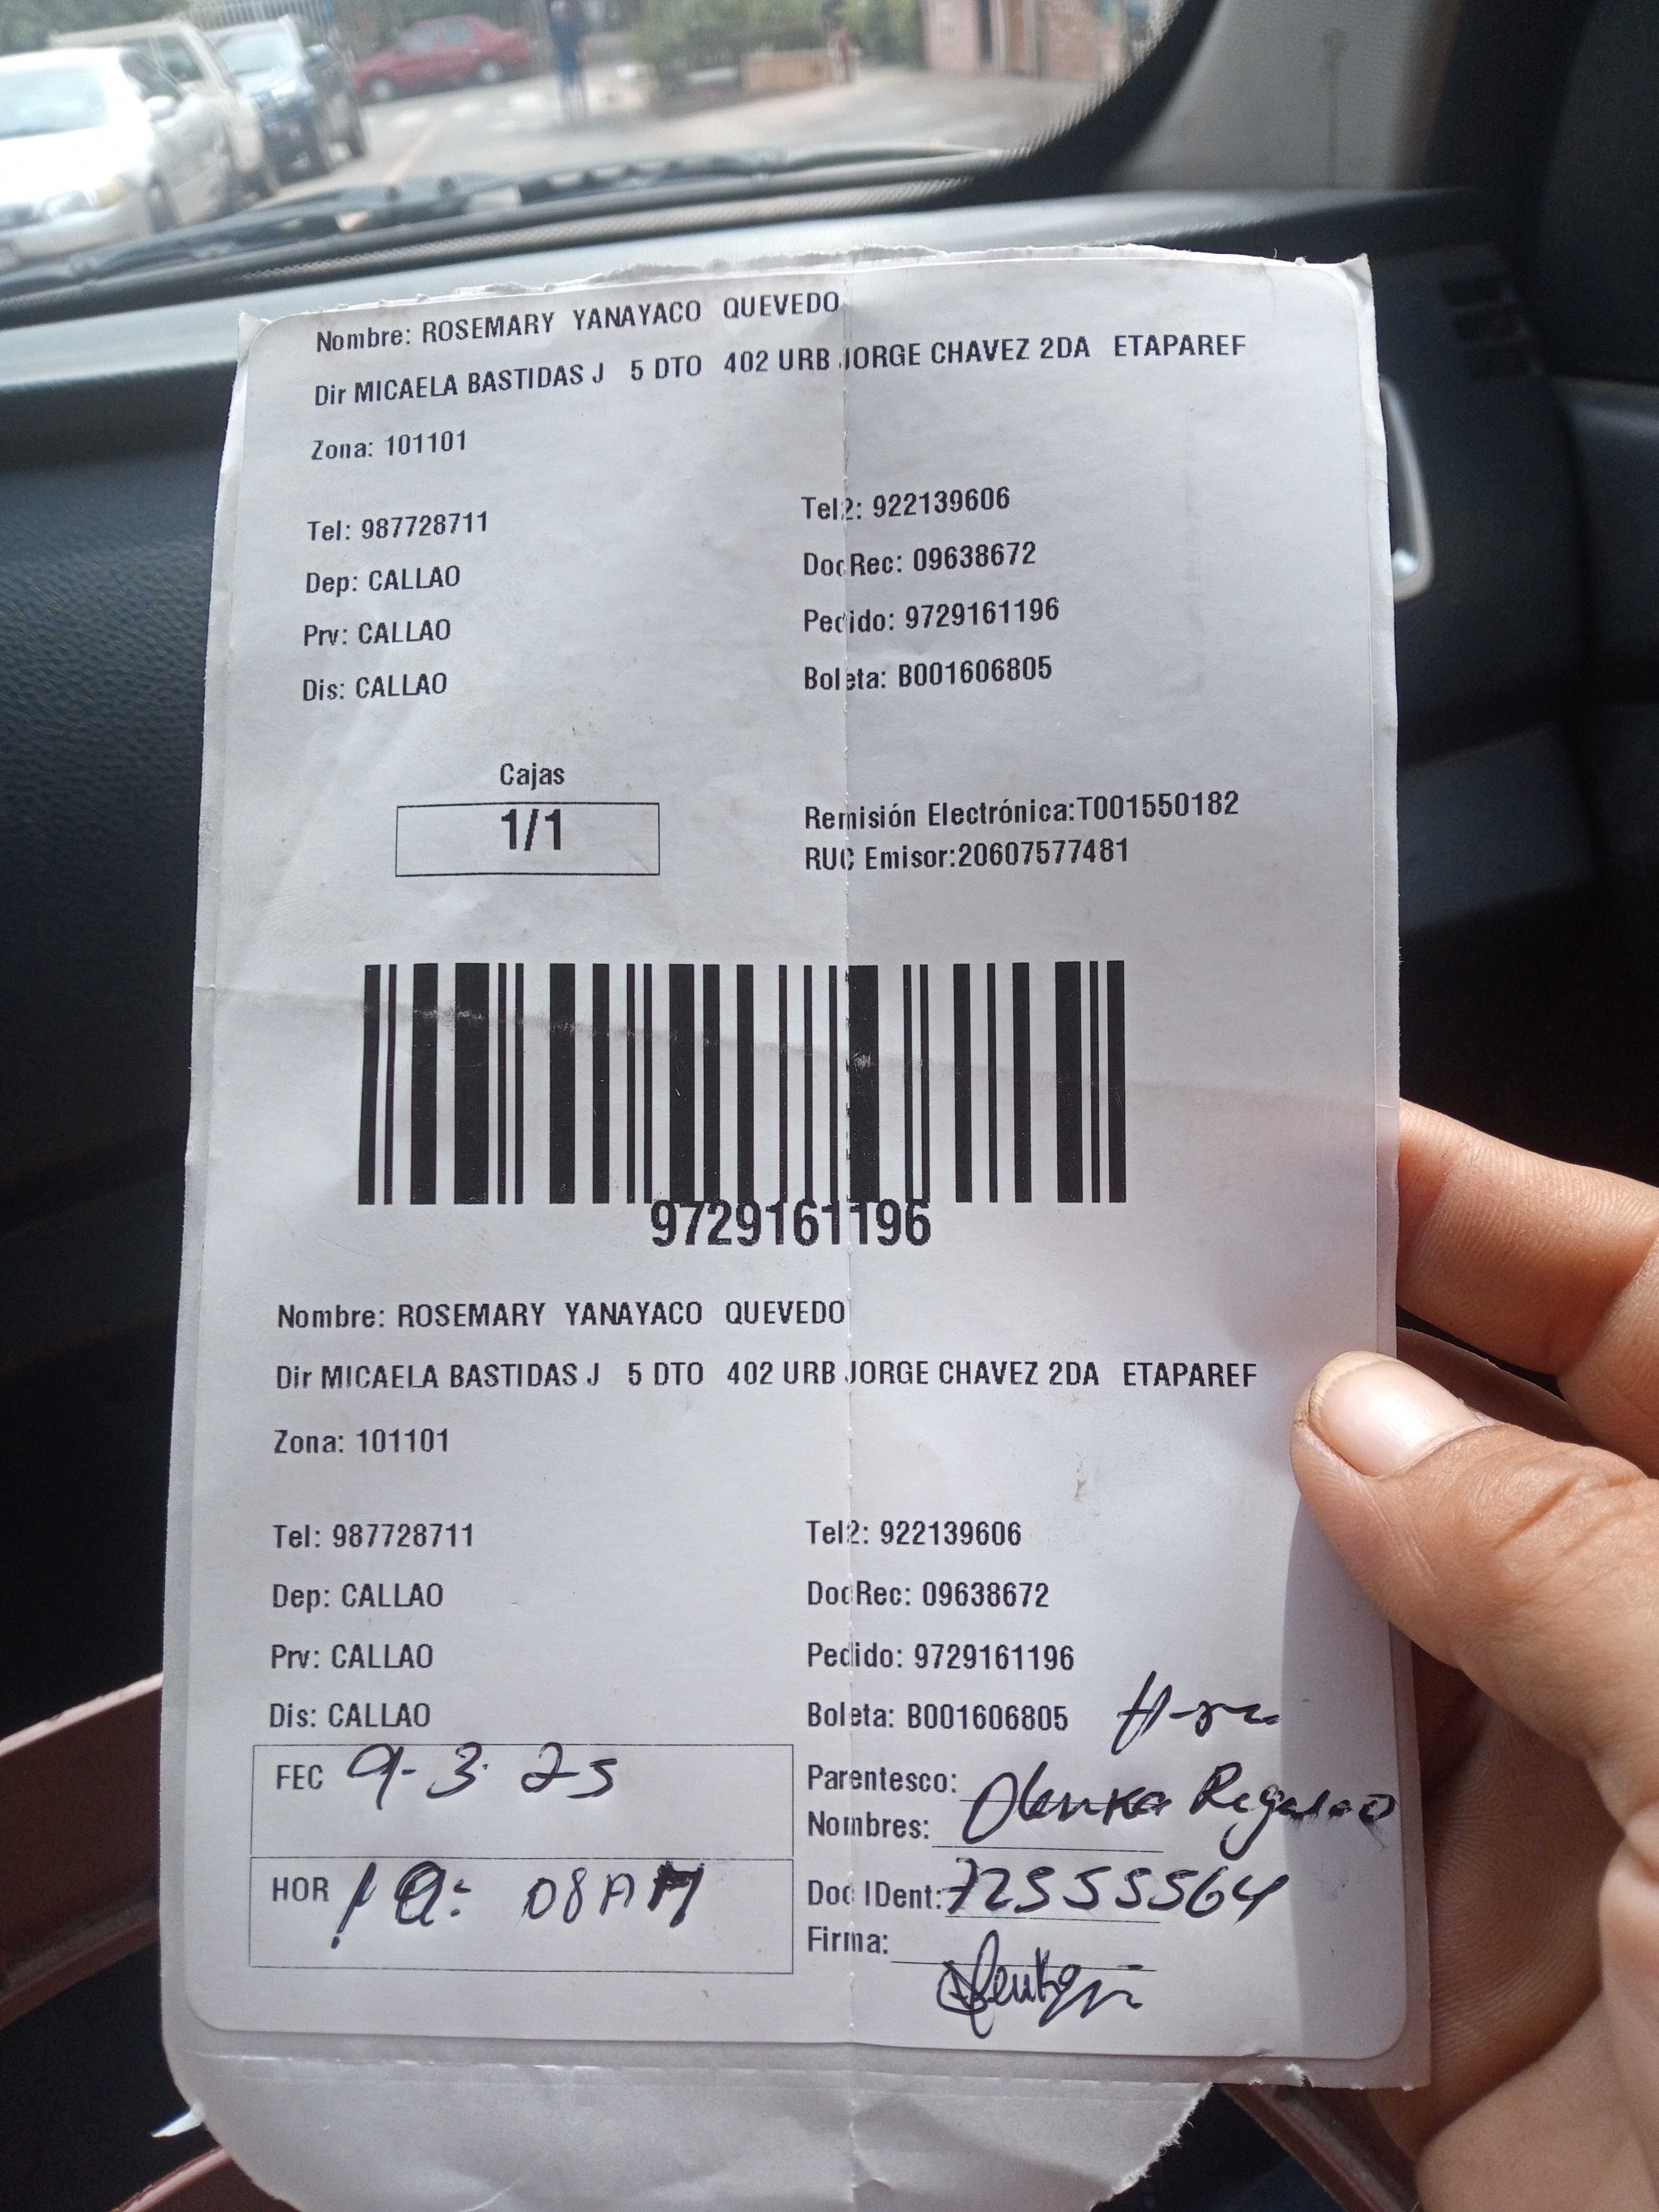 Nombre: ROSEMARY YANAYACO QUEVEDO
Dir MICAELA BASTIDAS J 5 DTO 402 URB JORGE CHAVEZ 2DA ETAPAREF
Zona: 101101
Tel: 987728711 Tel2: 922139606
Dep: CALLAO DocRec: 09638672
Prv: CALLAO Pedido: 9729161196
Dis: CALLAO Boleta: B001606805
Cajas
1/1
Remisión Electrónica:T001550182
RUC Emisor:20607577481
9729161196
Nombre: ROSEMARY YANAYACO QUEVEDO
Dir MICAELA BASTIDAS J 5 DTO 402 URB JORGE CHAVEZ 2DA ETAPAREF
Zona: 101101
Tel: 987728711 Tel2: 922139606
Dep: CALLAO DocRec: 09638672
Prv: CALLAO Pedido: 9729161196
Dis: CALLAO Boleta: B001606805
FEC 9-3-25
Parentesco:
Nombres: Olenka Regalado
HOR 08AM
Doc IDent: 72555564
Firma: